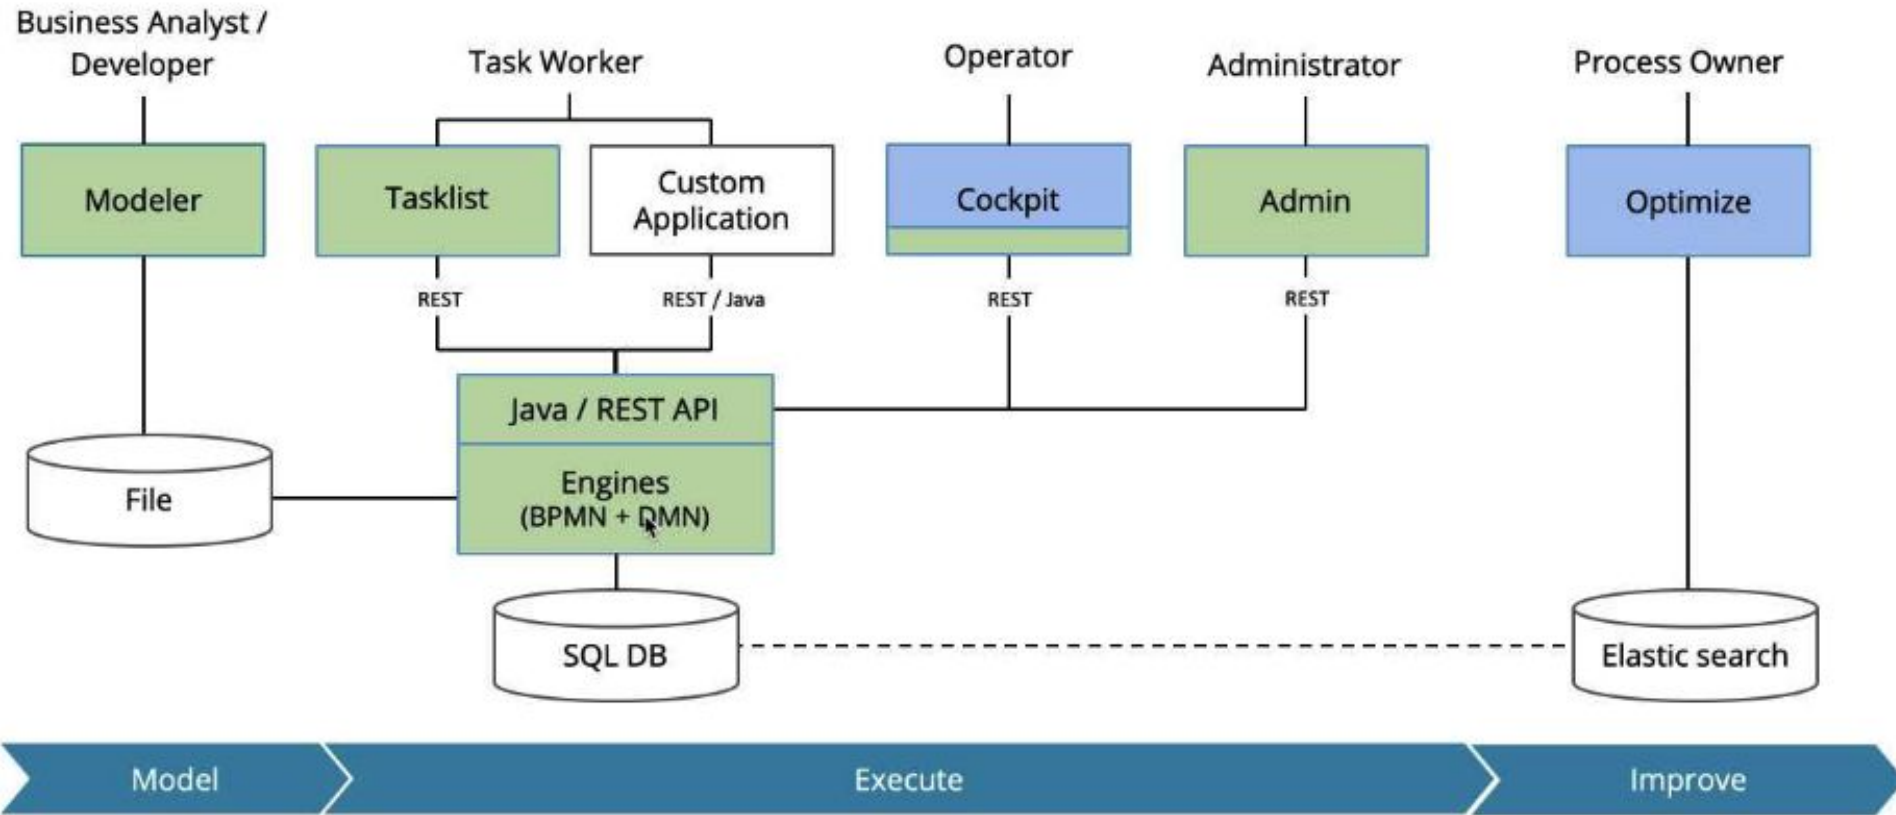 Business Analyst /
Developer
Task Worker
Operator
Administrator
Process Owner
Modeler
Tasklist
Custom
Application
Cockpit
Admin
Optimize
REST
REST / Java
REST
REST
Java / REST API
Engines
(BPMN + DMN)
File
SQL DB
Elastic search
Model
Execute
Improve